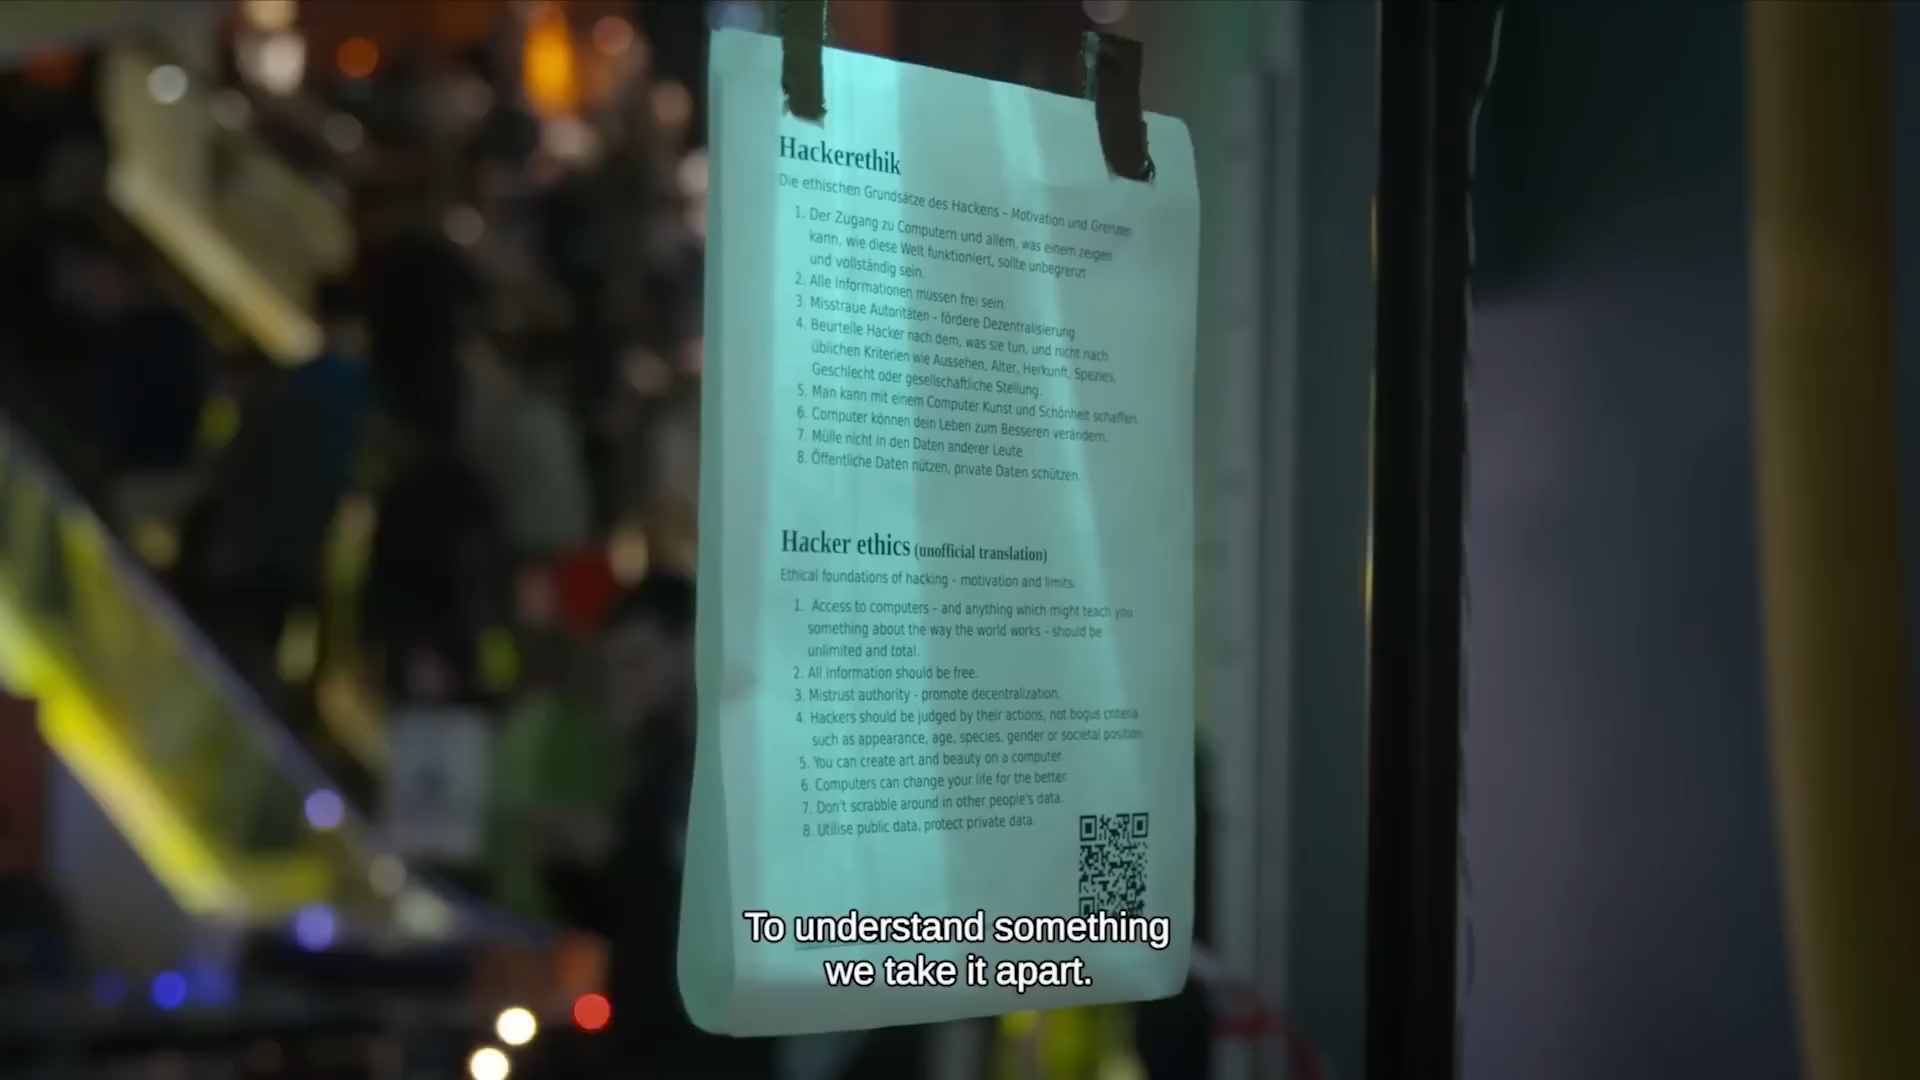 Hackerethik
Die ethischen Grundsätze des Hackens - Motivation und Grenzen
1. Der Zugang zu Computern und allem, was einem zeigen
kann, wie diese Welt funktioniert, sollte unbegrenzt
und vollständig sein.
2. Alle Informationen müssen frei sein.
3. Misstraue Autoritäten - fördere Dezentralisierung
4. Beurteile Hacker nach dem, was sie tun, und nicht nach
üblichen Kriterien wie Aussehen, Alter, Herkunft, Spezies,
Geschlecht oder gesellschaftliche Stellung.
5. Man kann mit einem Computer Kunst und Schönheit schaffen.
6. Computer können dein Leben zum Besseren verändern.
7. Mülle nicht in den Daten anderer Leute.
8. Öffentliche Daten nützen, private Daten schützen.
Hacker ethics (unofficial translation)
Ethical foundations of hacking - motivation and limits:
1. Access to computers - and anything which might teach you
something about the way the world works - should be
unlimited and total.
2. All information should be free.
3. Mistrust authority - promote decentralization.
4. Hackers should be judged by their actions, not bogus criteria
such as appearance, age, species, gender or societal position.
5. You can create art and beauty on a computer.
6. Computers can change your life for the better.
7. Don't scrabble around in other people's data.
8. Utilise public data, protect private data.
To understand something
we take it apart.